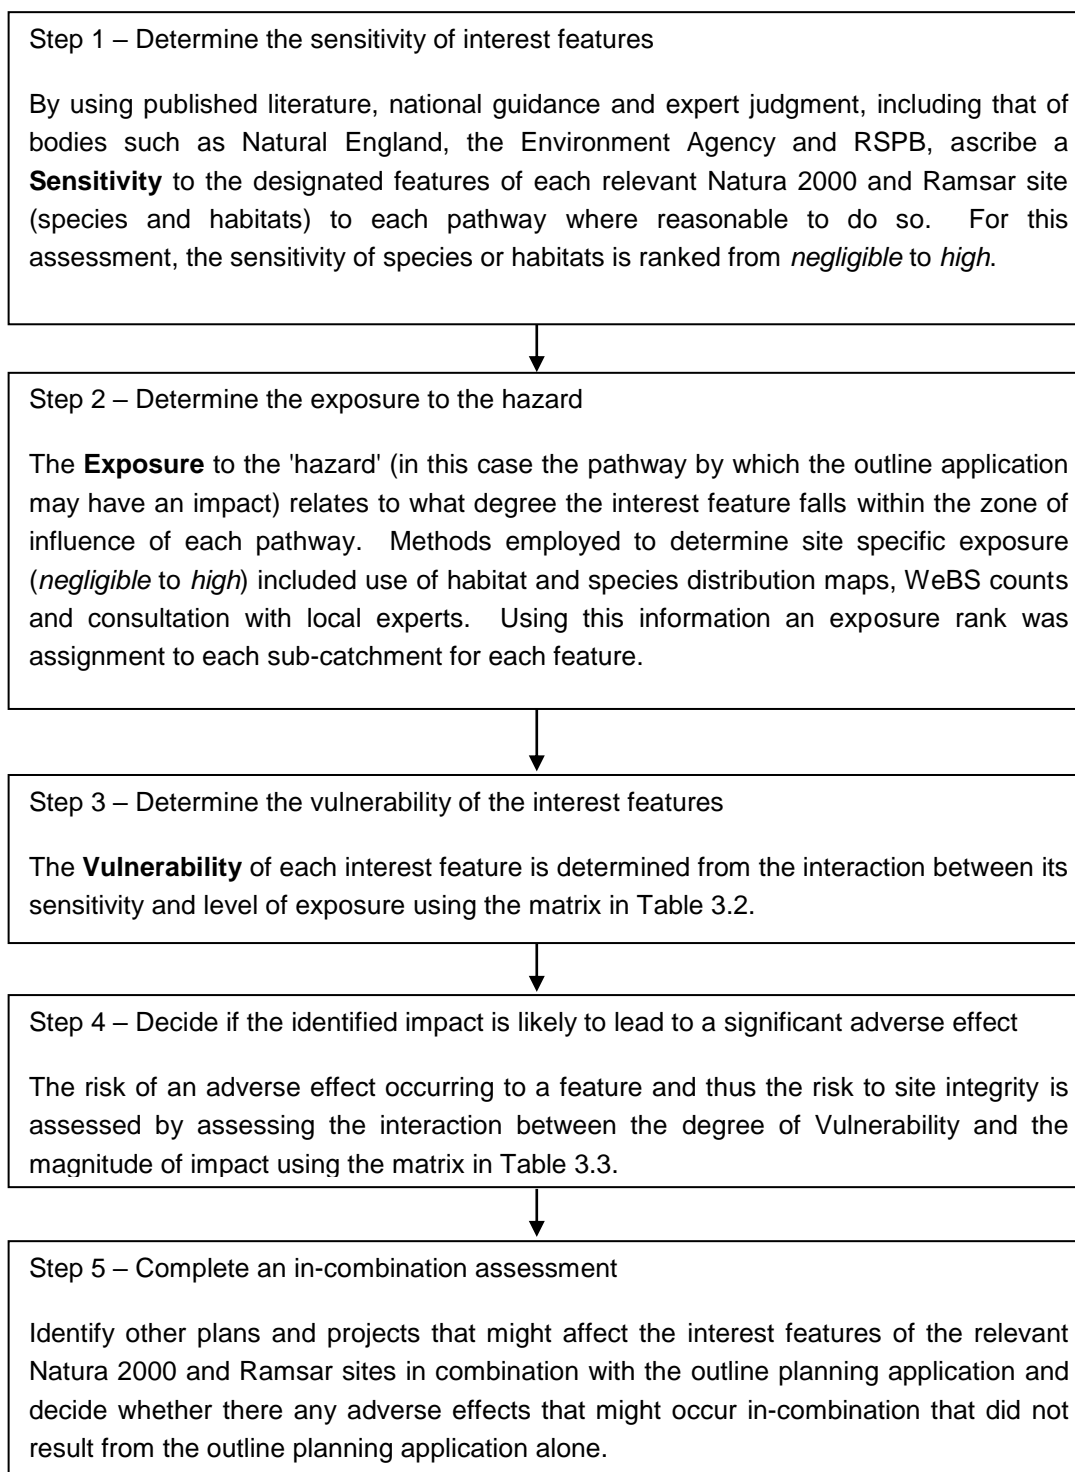 Step 1 – Determine the sensitivity of interest features
By using published literature, national guidance and expert judgment, including that of
bodies such as Natural England, the Environment Agency and RSPB, ascribe a
Sensitivity to the designated features of each relevant Natura 2000 and Ramsar site
(species and habitats) to each pathway where reasonable to do so. For this
assessment, the sensitivity of species or habitats is ranked from negligible to high.
Step 2 – Determine the exposure to the hazard
The Exposure to the 'hazard' (in this case the pathway by which the outline application
may have an impact) relates to what degree the interest feature falls within the zone of
influence of each pathway. Methods employed to determine site specific exposure
(negligible to high) included use of habitat and species distribution maps, WeBS counts
and consultation with local experts. Using this information an exposure rank was
assignment to each sub-catchment for each feature.
Step 3 – Determine the vulnerability of the interest features
The Vulnerability of each interest feature is determined from the interaction between its
sensitivity and level of exposure using the matrix in Table 3.2.
Step 4 – Decide if the identified impact is likely to lead to a significant adverse effect
The risk of an adverse effect occurring to a feature and thus the risk to site integrity is
assessed by assessing the interaction between the degree of Vulnerability and the
magnitude of impact using the matrix in Table 3.3.
Step 5 – Complete an in-combination assessment
Identify other plans and projects that might affect the interest features of the relevant
Natura 2000 and Ramsar sites in combination with the outline planning application and
decide whether there any adverse effects that might occur in-combination that did not
result from the outline planning application alone.